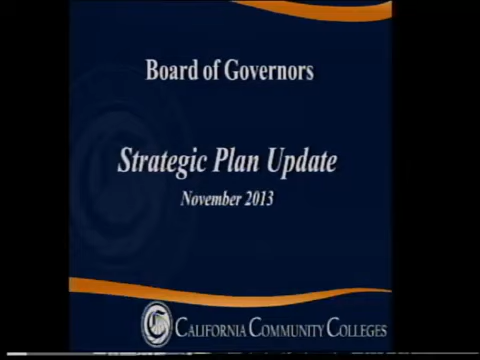 Board of Governors
Strategic Plan Update
November 2013
CALIFORNIA COMMUNITY COLLEGES